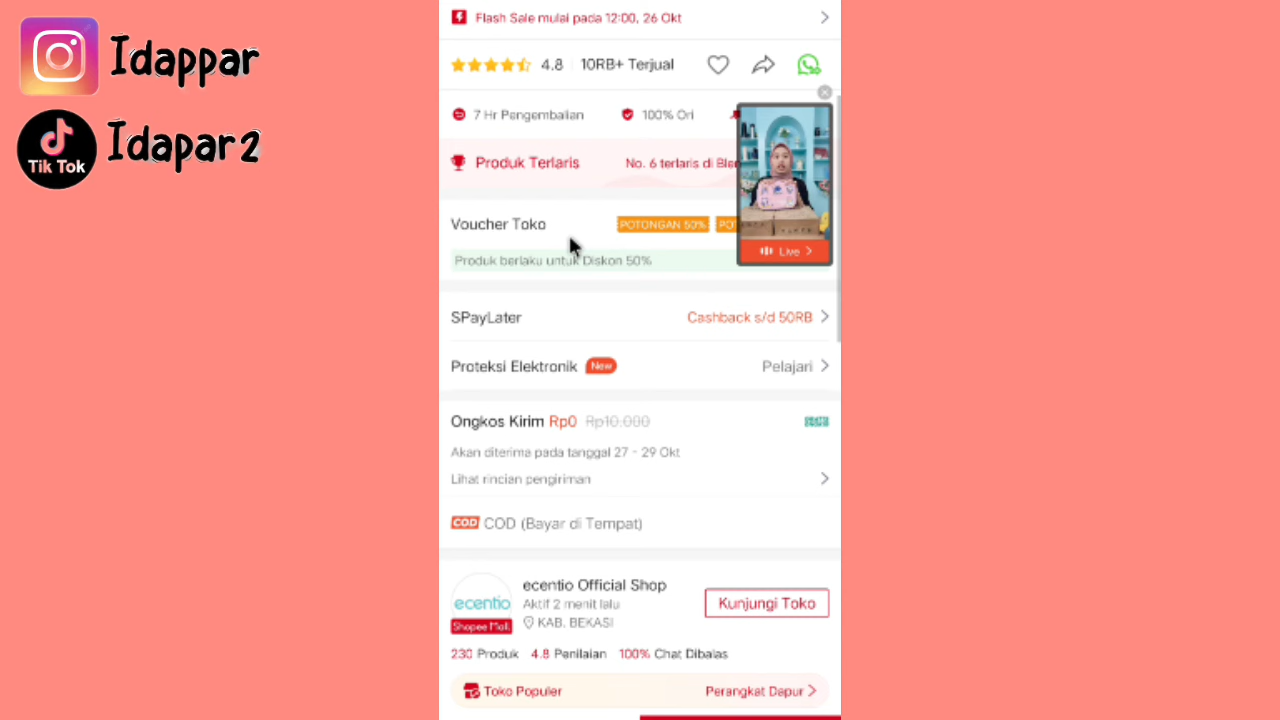 Idappar
Tik Tok
Idapar2
Flash Sale mulai pada 12:00, 26 Okt
4.8 10RB+ Terjual
7 Hr Pengembalian 100% Ori
Produk Terlaris No. 6 terlaris di
Voucher Toko POTONGAN 50%
Produk berlaku untuk Diskon 50%
Live
SPayLater Cashback s/d 50RB
Proteksi Elektronik New Pelajari
Ongkos Kirim Rp0 Rp10.000
Akan diterima pada tanggal 27 - 29 Okt
Lihat rincian pengiriman
COD COD (Bayar di Tempat)
ecentio Official Shop
Aktif 2 menit lalu
KAB. BEKASI
ecentio
Shopee Mall
Kunjungi Toko
230 Produk 4.8 Penilaian 100% Chat Dibalas
Toko Populer Perangkat Dapur